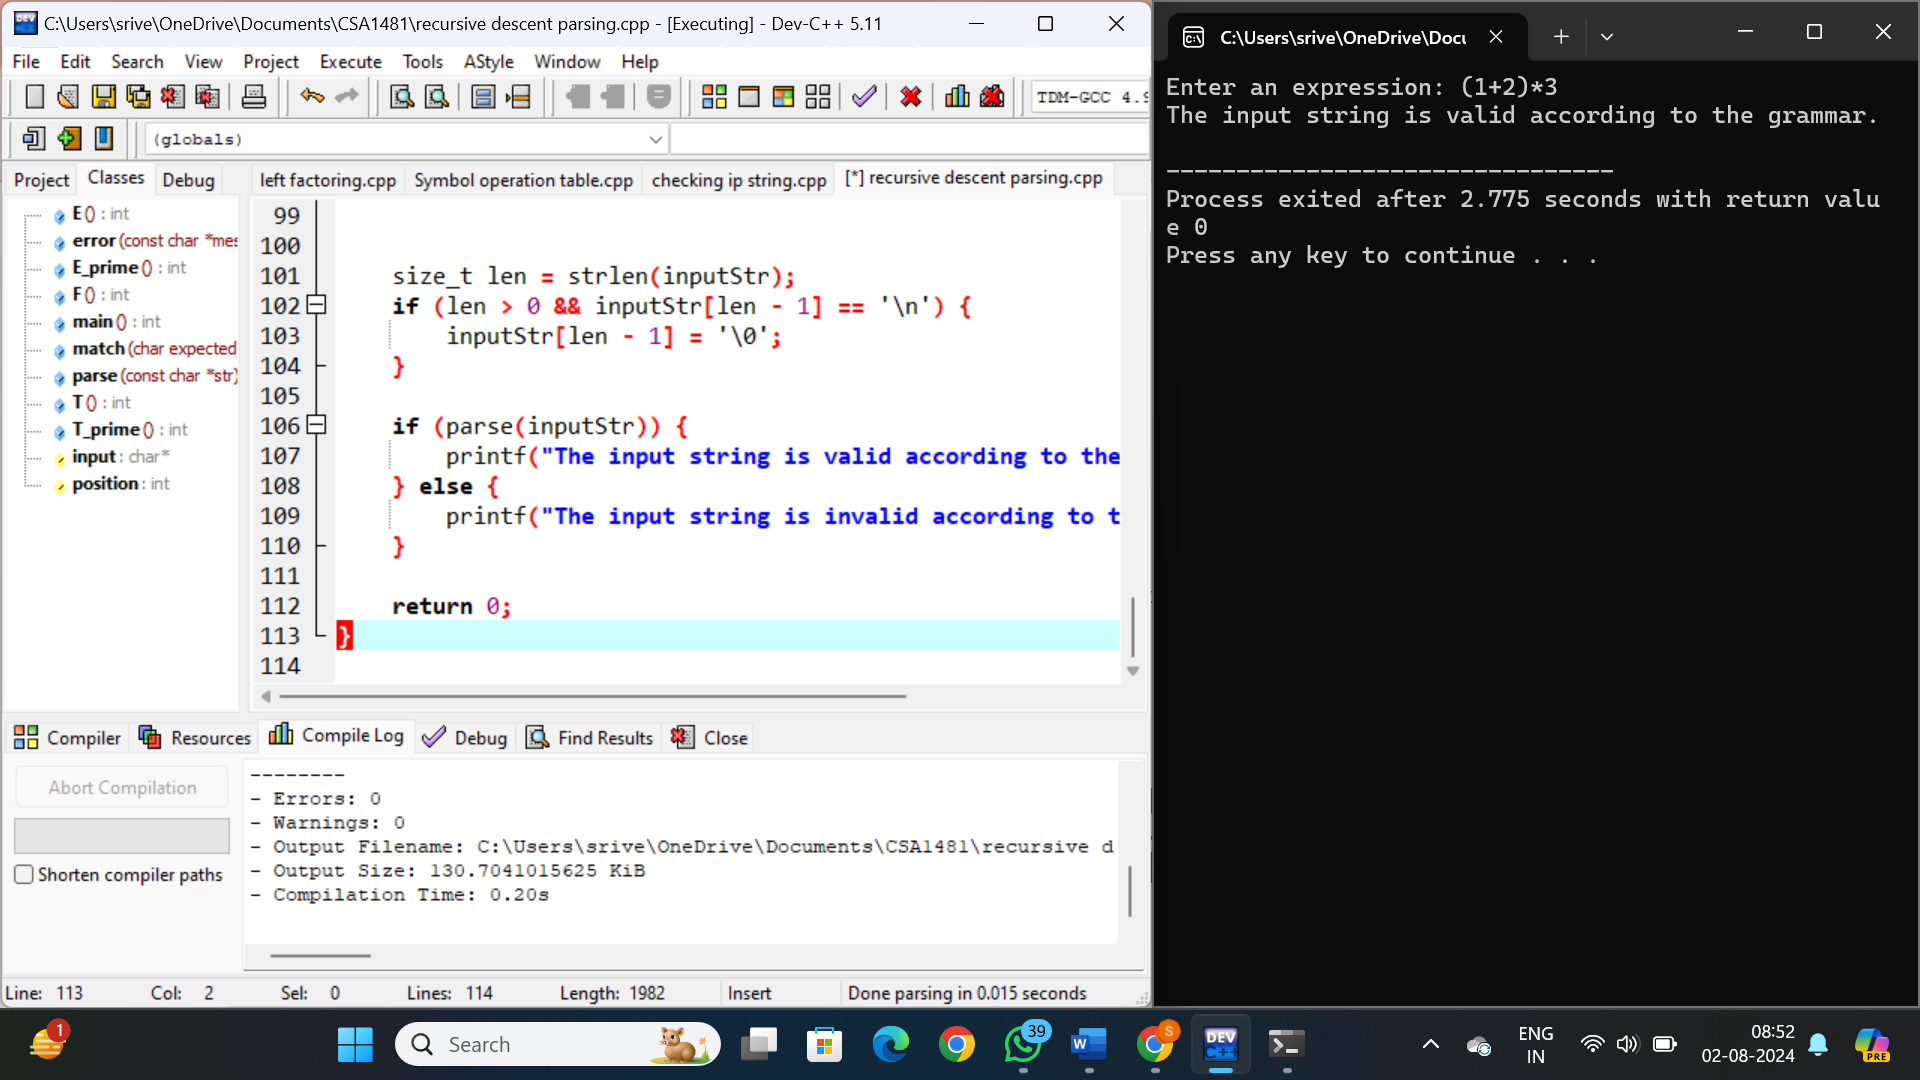 C:\Users\srive\OneDrive\Documents\CSA1481\recursive descent parsing.cpp - [Executing] - Dev-C++ 5.11
File Edit Search View Project Execute Tools AStyle Window Help
TDM-GCC 4.9
(globals)
Project Classes Debug
left factoring.cpp Symbol operation table.cpp checking ip string.cpp [*] recursive descent parsing.cpp
E () : int
error (const char *mes
E_prime () : int
F () : int
main () : int
match (char expected
parse (const char *str)
T () : int
T_prime () : int
input : char*
position : int
99
100
101 size_t len = strlen(inputStr);
102 if (len > 0 && inputStr[len - 1] == '\n') {
103 inputStr[len - 1] = '\0';
104 }
105
106 if (parse(inputStr)) {
107 printf("The input string is valid according to the
108 } else {
109 printf("The input string is invalid according to t
110 }
111
112 return 0;
113 }
114
Compiler Resources Compile Log Debug Find Results Close
Abort Compilation
Shorten compiler paths
--------
- Errors: 0
- Warnings: 0
- Output Filename: C:\Users\srive\OneDrive\Documents\CSA1481\recursive d
- Output Size: 130.7041015625 KiB
- Compilation Time: 0.20s
Line: 113 Col: 2 Sel: 0 Lines: 114 Length: 1982 Insert Done parsing in 0.015 seconds
C:\Users\srive\OneDrive\Docu
Enter an expression: (1+2)*3
The input string is valid according to the grammar.
--------------------------------
Process exited after 2.775 seconds with return valu
e 0
Press any key to continue . . .
1
Search
39
W
S
DEV
C++
ENG
IN
08:52
02-08-2024
PRE